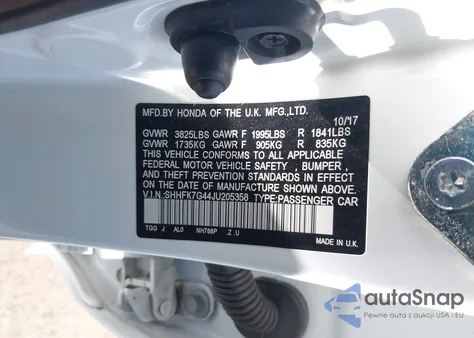 MFD.BY HONDA OF THE U.K. MFG.,LTD. 10/17
GVWR 3825LBS GAWR F 1995LBS R 1841LBS
GVWR 1735KG GAWR F 905KG R 835KG
THIS VEHICLE CONFORMS TO ALL APPLICABLE
FEDERAL MOTOR VEHICLE SAFETY , BUMPER ,
AND THEFT PREVENTION STANDARDS IN
EFFECT ON THE DATE OF MANUFACTURE
SHOWN ABOVE.
V.I.N.:SHHFK7G44JU205358 TYPE:PASSENGER CAR
TGG J AL0 NH788P .Z .U
MADE IN U.K.
autoSnap
Pewne auta z aukcji USA i EU